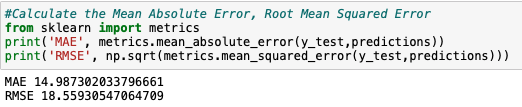 #Calculate the Mean Absolute Error, Root Mean Squared Error
from sklearn import metrics
print('MAE', metrics.mean_absolute_error(y_test,predictions))
print('RMSE', np.sqrt(metrics.mean_squared_error(y_test,predictions)))
MAE 14.987302033796661
RMSE 18.55930547064709